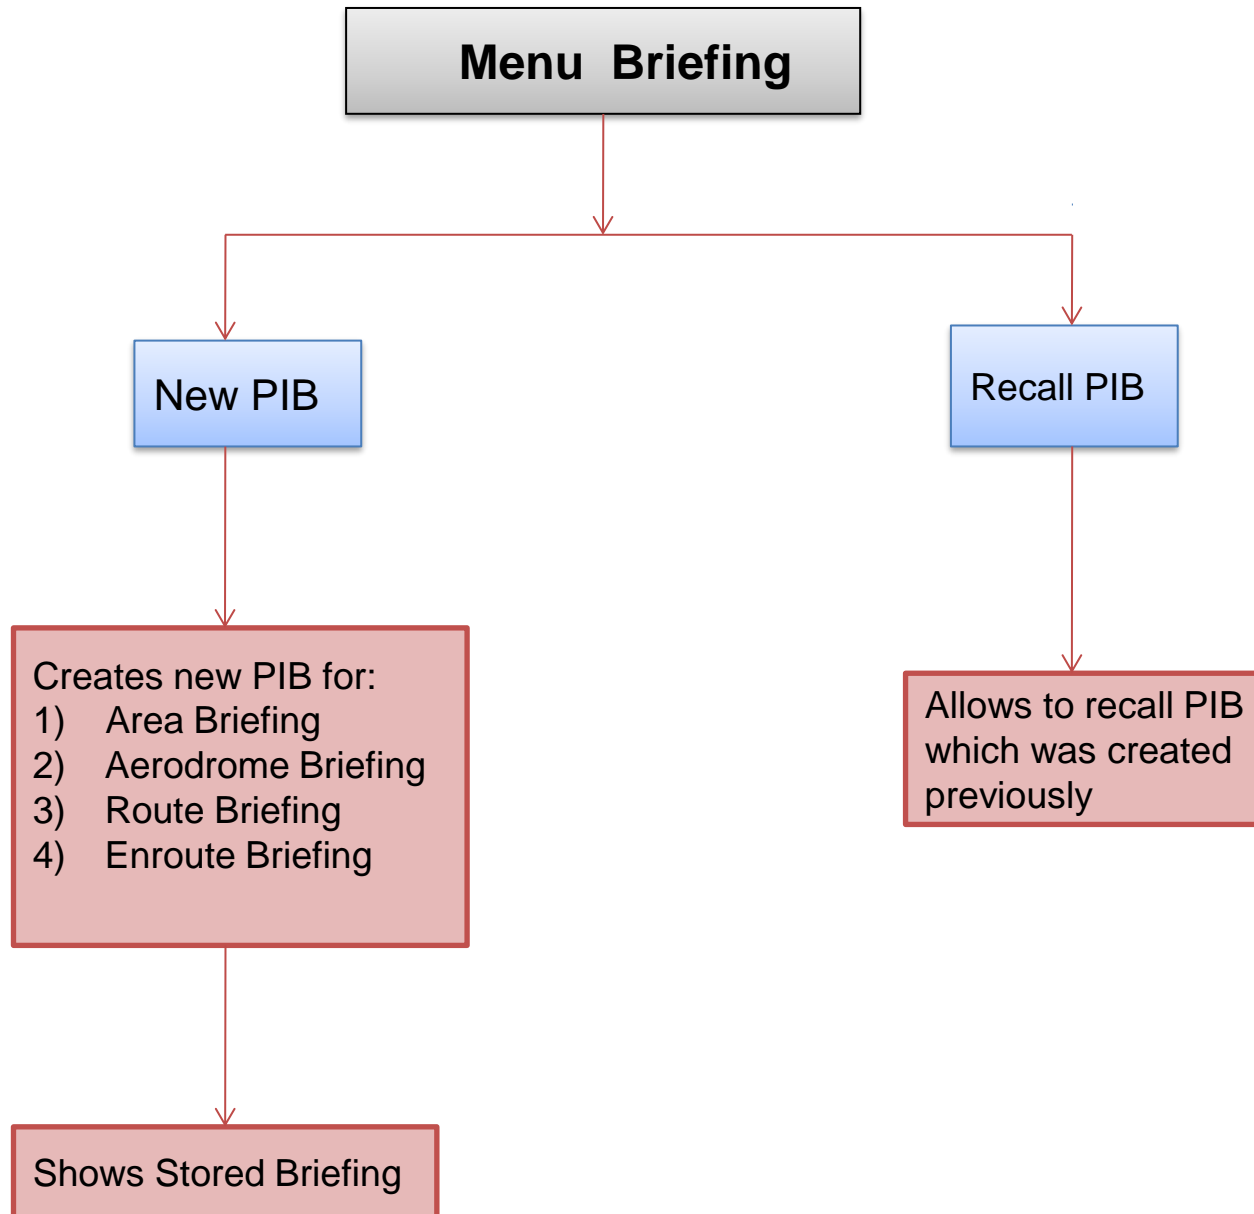 Menu Briefing
New PIB
Recall PIB
Creates new PIB for:
1) Area Briefing
2) Aerodrome Briefing
3) Route Briefing
4) Enroute Briefing
Allows to recall PIB
which was created
previously
Shows Stored Briefing